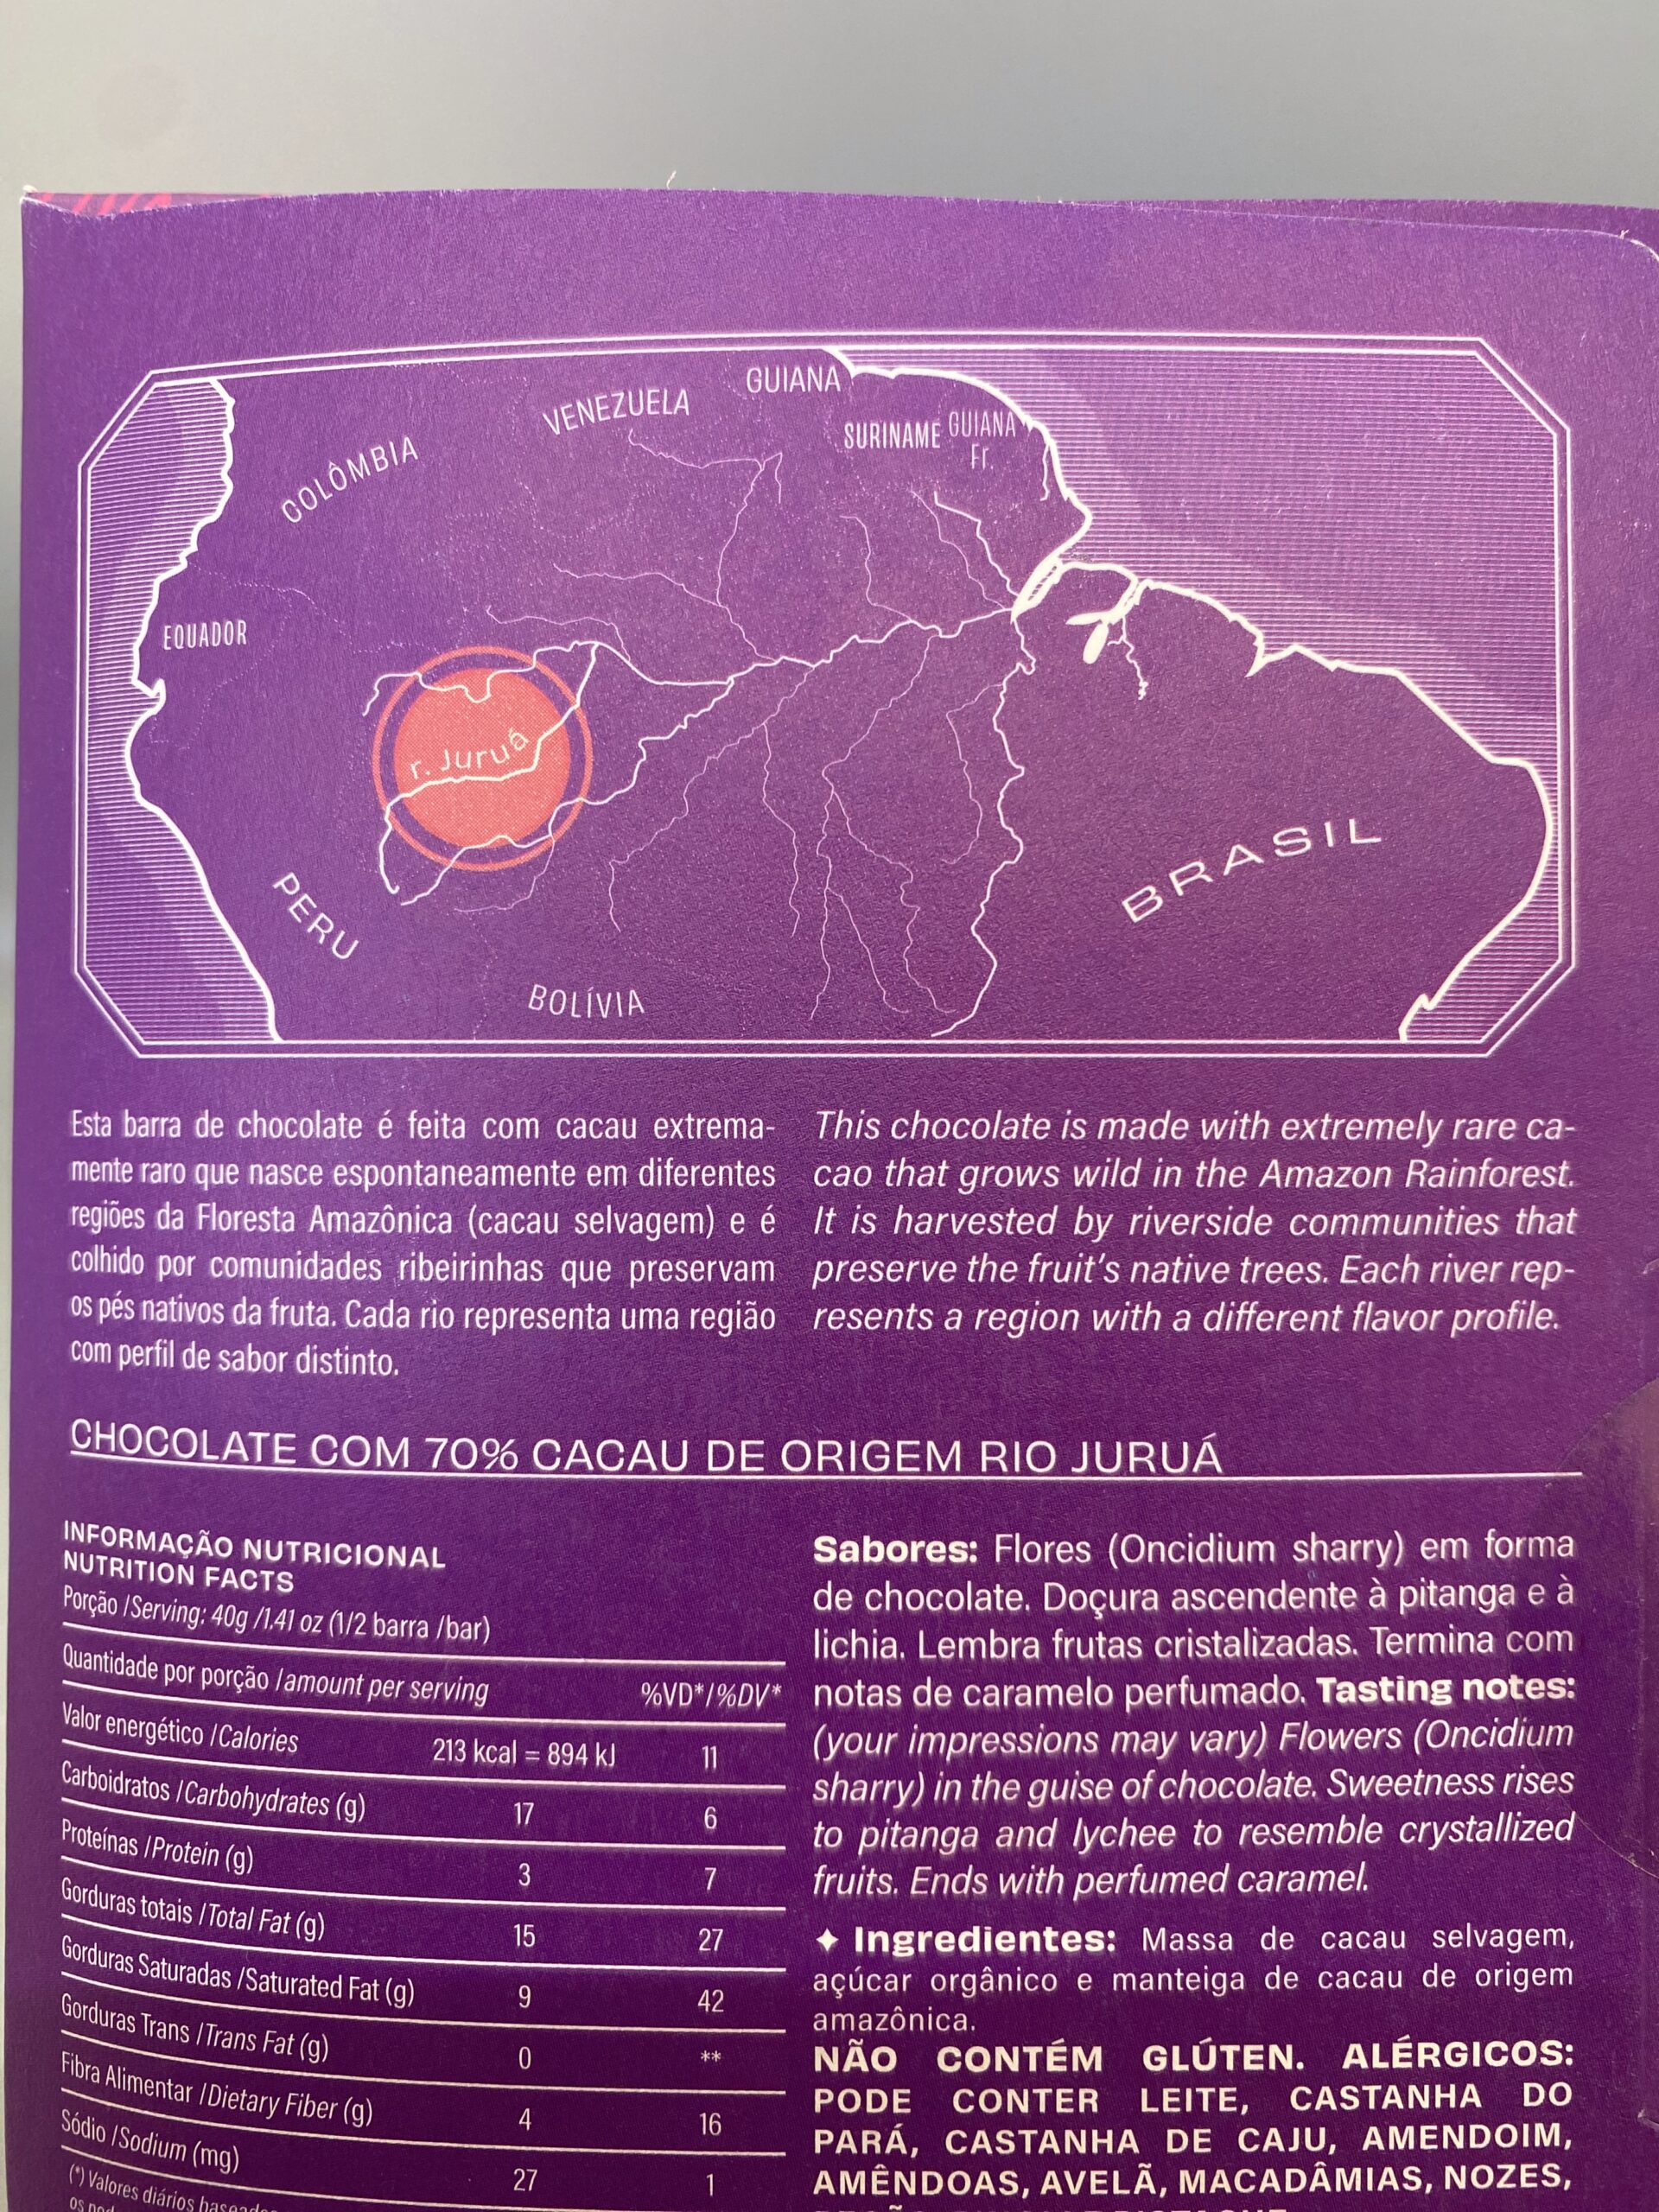 GUIANA
VENEZUELA
SURINAME
GUIANA
Fr.
COLÔMBIA
EQUADOR
r. Juruá
BRASIL
PERU
BOLÍVIA
Esta barra de chocolate é feita com cacau extrema-
mente raro que nasce espontaneamente em diferentes
regiões da Floresta Amazônica (cacau selvagem) e é
colhido por comunidades ribeirinhas que preservam
os pés nativos da fruta. Cada rio representa uma região
com perfil de sabor distinto.
This chocolate is made with extremely rare ca-
cao that grows wild in the Amazon Rainforest.
It is harvested by riverside communities that
preserve the fruit's native trees. Each river rep-
resents a region with a different flavor profile.
CHOCOLATE COM 70% CACAU DE ORIGEM RIO JURUÁ
INFORMAÇÃO NUTRICIONAL
NUTRITION FACTS
Porção /Serving: 40g /1.41 oz (1/2 barra /bar)
Quantidade por porção /amount per serving %VD*/%DV*
Valor energético /Calories 213 kcal = 894 kJ 11
Carboidratos /Carbohydrates (g) 17 6
Proteínas /Protein (g) 3 7
Gorduras totais /Total Fat (g) 15 27
Gorduras Saturadas /Saturated Fat (g) 9 42
Gorduras Trans /Trans Fat (g) 0 **
Fibra Alimentar /Dietary Fiber (g) 4 16
Sódio /Sodium (mg) 27 1
(*) Valores diários
Sabores: Flores (Oncidium sharry) em forma
de chocolate. Doçura ascendente à pitanga e à
lichia. Lembra frutas cristalizadas. Termina com
notas de caramelo perfumado. Tasting notes:
(your impressions may vary) Flowers (Oncidium
sharry) in the guise of chocolate. Sweetness rises
to pitanga and lychee to resemble crystallized
fruits. Ends with perfumed caramel.
✦ Ingredientes: Massa de cacau selvagem,
açúcar orgânico e manteiga de cacau de origem
amazônica.
NÃO CONTÉM GLÚTEN. ALÉRGICOS:
PODE CONTER LEITE, CASTANHA DO
PARÁ, CASTANHA DE CAJU, AMENDOIM,
AMÊNDOAS, AVELÃ, MACADÂMIAS, NOZES,